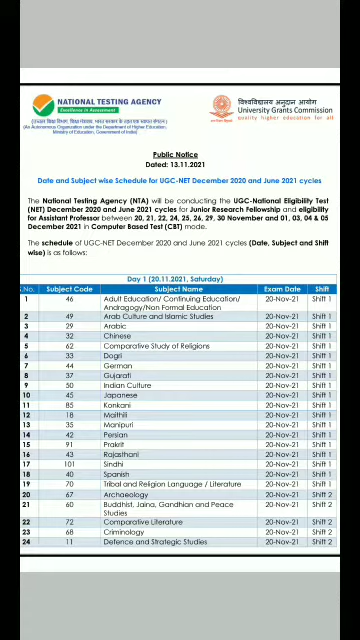 NATIONAL TESTING AGENCY
Excellence in Assessment
(An Autonomous Organization under the Department of Higher Education,
Ministry of Education, Government of India)
विश्वविद्यालय अनुदान आयोग
University Grants Commission
quality higher education for all
Public Notice
Dated: 13.11.2021
Date and Subject wise Schedule for UGC-NET December 2020 and June 2021 cycles
The National Testing Agency (NTA) will be conducting the UGC-National Eligibility Test
(NET) December 2020 and June 2021 cycles for Junior Research Fellowship and eligibility
for Assistant Professor between 20, 21, 22, 24, 25, 26, 29, 30 November and 01, 03, 04 & 05
December 2021 in Computer Based Test (CBT) mode.
The schedule of UGC-NET December 2020 and June 2021 cycles (Date, Subject and Shift
wise) is as follows:
Day 1 (20.11.2021, Saturday)
.No. Subject Code Subject Name Exam Date Shift
1 46 Adult Education/ Continuing Education/ 20-Nov-21 Shift 1
Andragogy/Non Formal Education
2 49 Arab Culture and Islamic Studies 20-Nov-21 Shift 1
3 29 Arabic 20-Nov-21 Shift 1
4 32 Chinese 20-Nov-21 Shift 1
5 62 Comparative Study of Religions 20-Nov-21 Shift 1
6 33 Dogri 20-Nov-21 Shift 1
7 44 German 20-Nov-21 Shift 1
8 37 Gujarati 20-Nov-21 Shift 1
9 50 Indian Culture 20-Nov-21 Shift 1
10 45 Japanese 20-Nov-21 Shift 1
11 85 Konkani 20-Nov-21 Shift 1
12 18 Maithili 20-Nov-21 Shift 1
13 35 Manipuri 20-Nov-21 Shift 1
14 42 Persian 20-Nov-21 Shift 1
15 91 Prakrit 20-Nov-21 Shift 1
16 43 Rajasthani 20-Nov-21 Shift 1
17 101 Sindhi 20-Nov-21 Shift 1
18 40 Spanish 20-Nov-21 Shift 1
19 70 Tribal and Religion Language / Literature 20-Nov-21 Shift 1
20 67 Archaeology 20-Nov-21 Shift 2
21 60 Buddhist, Jaina, Gandhian and Peace 20-Nov-21 Shift 2
Studies
22 72 Comparative Literature 20-Nov-21 Shift 2
23 68 Criminology 20-Nov-21 Shift 2
24 11 Defence and Strategic Studies 20-Nov-21 Shift 2